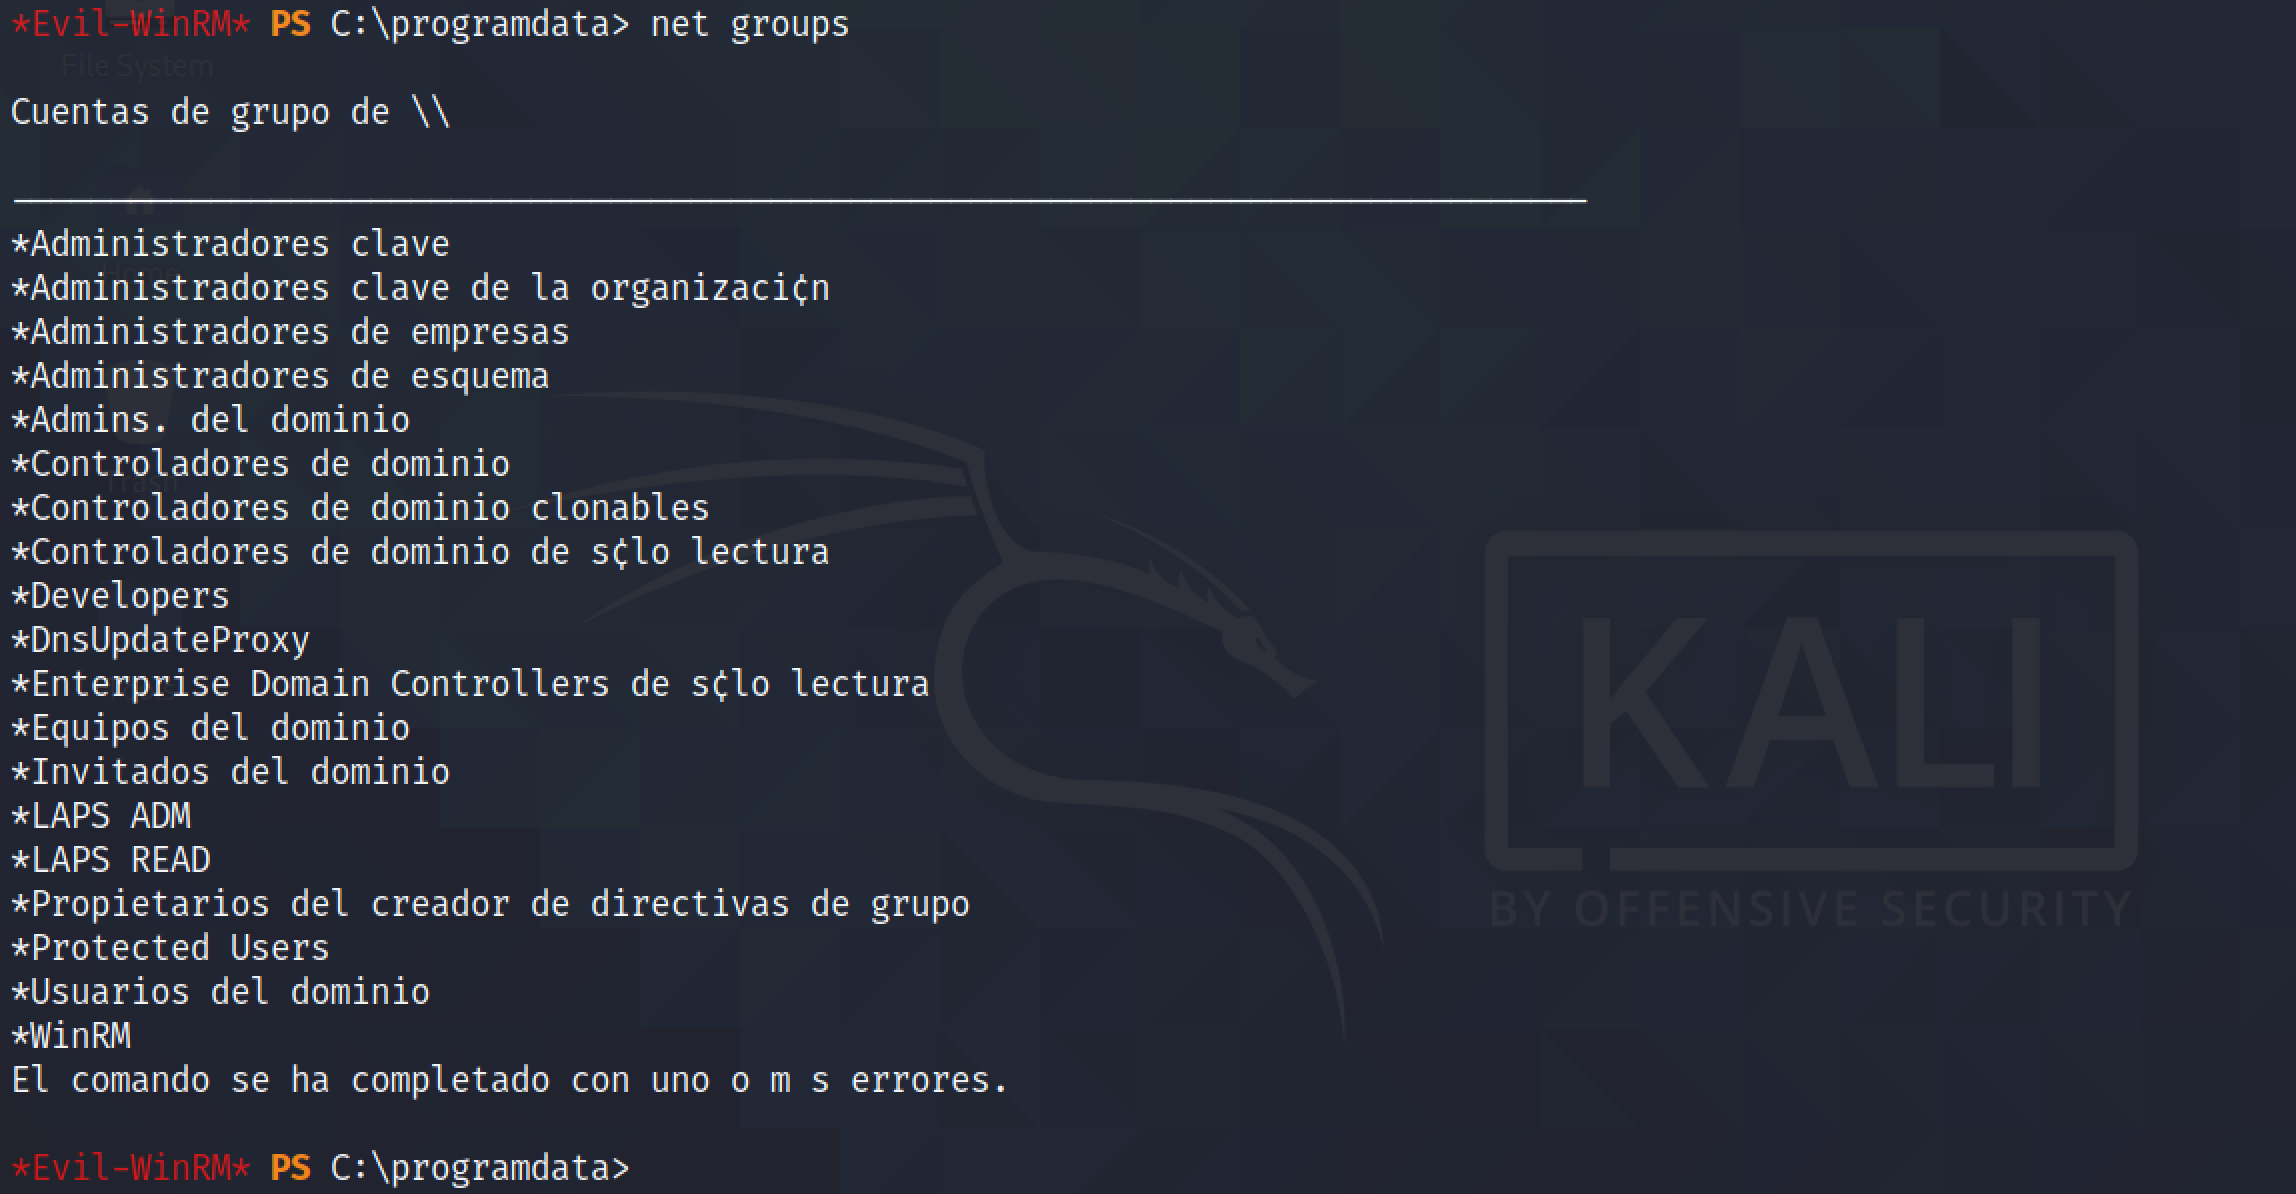 *Evil-WinRM* PS C:\programdata> net groups
File System
Cuentas de grupo de \\
*Administradores clave
Home
*Administradores clave de la organizaci¢n
*Administradores de empresas
*Administradores de esquema
*Admins. del dominio
*Controladores de dominio
Trash
*Controladores de dominio clonables
*Controladores de dominio de s¢lo lectura
*Developers
*DnsUpdateProxy
*Enterprise Domain Controllers de s¢lo lectura
*Equipos del dominio
*Invitados del dominio
*LAPS ADM
*LAPS READ
*Propietarios del creador de directivas de grupo
*Protected Users
*Usuarios del dominio
*WinRM
El comando se ha completado con uno o m s errores.
*Evil-WinRM* PS C:\programdata>
KALI
BY OFFENSIVE SECURITY